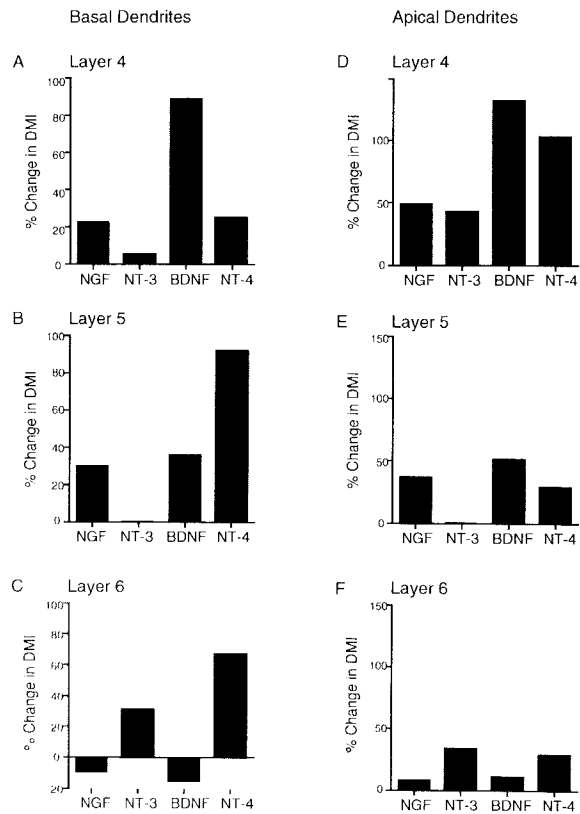 Basal Dendrites
Apical Dendrites
A Layer 4
% Change in DMI
100
80
60
40
20
0
NGF NT-3 BDNF NT-4
D Layer 4
% Change in DMI
100
50
0
NGF NT-3 BDNF NT-4
B Layer 5
% Change in DMI
100
80
60
40
20
0
NGF NT-3 BDNF NT-4
E Layer 5
% Change in DMI
150
100
50
0
NGF NT-3 BDNF NT-4
C Layer 6
% Change in DMI
100
80
60
40
20
0
20
NGF NT-3 BDNF NT-4
F Layer 6
% Change in DMI
150
100
50
0
NGF NT-3 BDNF NT-4